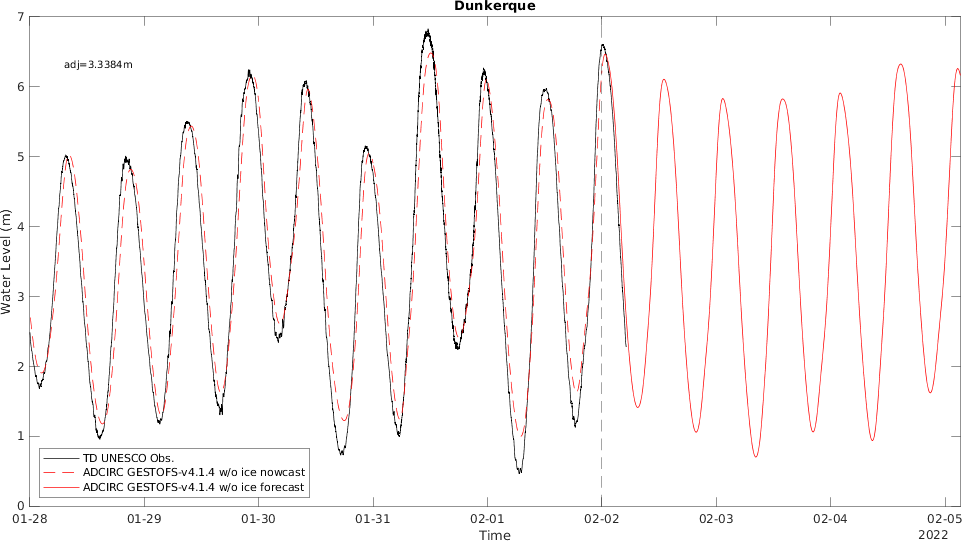 Dunkerque
adj=3.3384m
Water Level (m)
7
6
5
4
3
2
1
0
TD UNESCO Obs.
ADCIRC GESTOFS-v4.1.4 w/o ice nowcast
ADCIRC GESTOFS-v4.1.4 w/o ice forecast
01-28 01-29 01-30 01-31 02-01 02-02 02-03 02-04 02-05
Time
2022